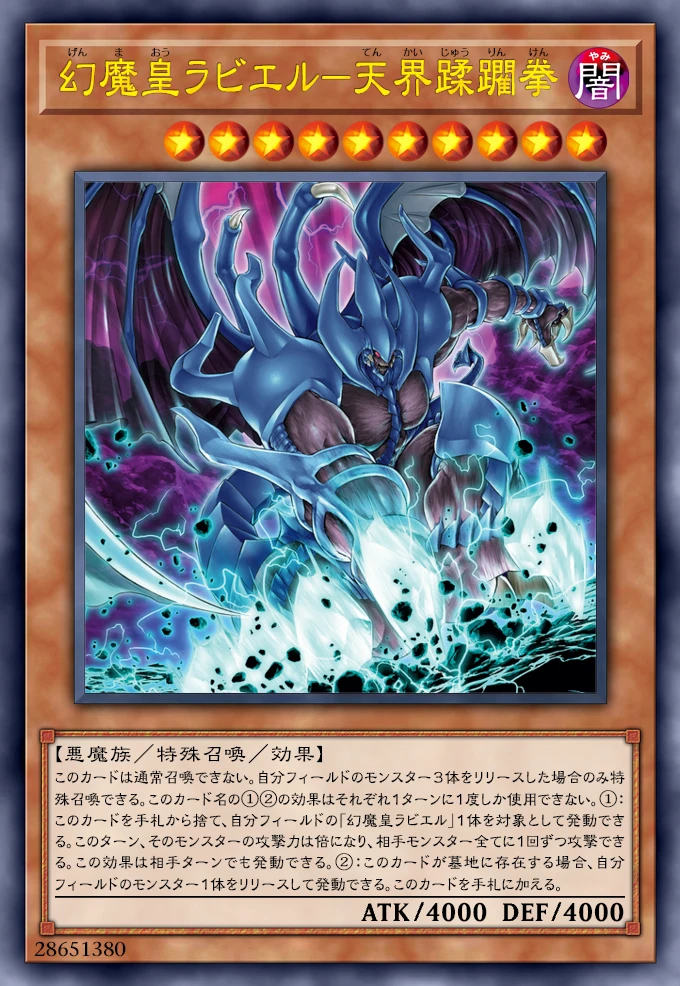 げん ま おう てん かい じゅう りん けん
幻魔皇ラビエル－天界蹂躙拳
やみ
闇
【悪魔族／特殊召喚／効果】
このカードは通常召喚できない。自分フィールドのモンスター３体をリリースした場合のみ特
殊召喚できる。このカード名の①②の効果はそれぞれ１ターンに１度しか使用できない。①：
このカードを手札から捨て、自分フィールドの「幻魔皇ラビエル」１体を対象として発動でき
る。このターン、そのモンスターの攻撃力は倍になり、相手モンスター全てに１回ずつ攻撃でき
る。この効果は相手ターンでも発動できる。②：このカードが墓地に存在する場合、自分
フィールドのモンスター１体をリリースして発動できる。このカードを手札に加える。
ATK/4000 DEF/4000
28651380